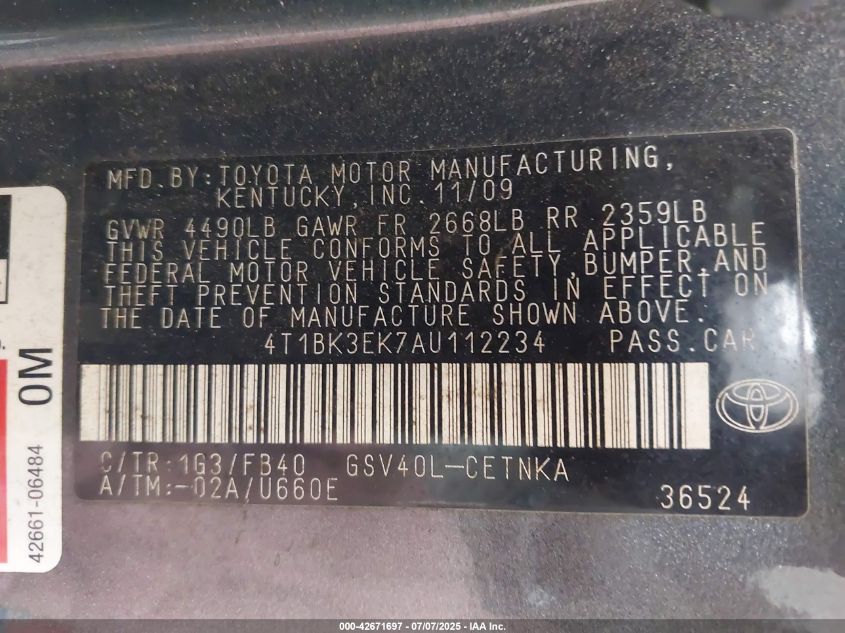 MFD.BY:TOYOTA MOTOR MANUFACTURING,
KENTUCKY,INC.11/09
GVWR 4490LB GAWR FR 2668LB RR 2359LB
THIS VEHICLE CONFORMS TO ALL APPLICABLE
FEDERAL MOTOR VEHICLE SAFETY,BUMPER,AND
THEFT PREVENTION STANDARDS IN EFFECT ON
THE DATE OF MANUFACTURE SHOWN ABOVE.
4T1BK3EK7AU112234 PASS.CAR
C/TR:1G3/FB40 GSV40L-CETNKA
A/TM:-02A/U660E
36524
0M
42661-06484
000-42671697 - 07/07/2025 - IAA Inc.